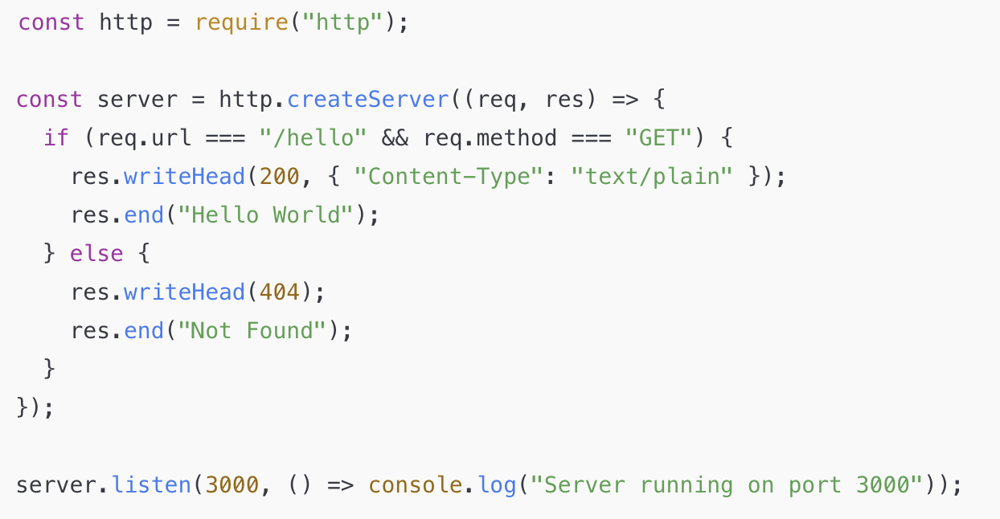 const http = require("http");

const server = http.createServer((req, res) => {
  if (req.url === "/hello" && req.method === "GET") {
    res.writeHead(200, { "Content-Type": "text/plain" });
    res.end("Hello World");
  } else {
    res.writeHead(404);
    res.end("Not Found");
  }
});

server.listen(3000, () => console.log("Server running on port 3000"));